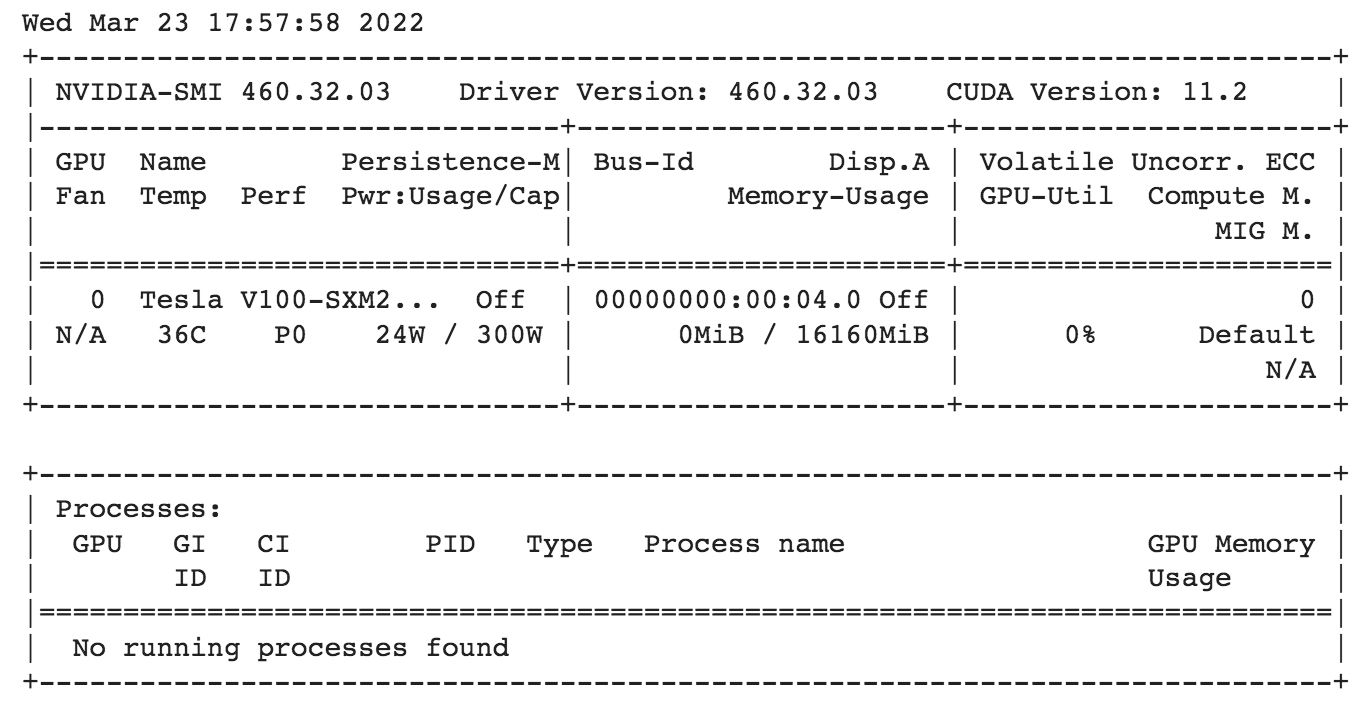 Wed Mar 23 17:57:58 2022
+-----------------------------------------------------------------------------+
| NVIDIA-SMI 460.32.03    Driver Version: 460.32.03    CUDA Version: 11.2     |
|-------------------------------+----------------------+----------------------+
| GPU  Name        Persistence-M| Bus-Id        Disp.A | Volatile Uncorr. ECC |
| Fan  Temp  Perf  Pwr:Usage/Cap|         Memory-Usage | GPU-Util  Compute M. |
|                               |                      |               MIG M. |
|===============================+======================+======================|
|   0  Tesla V100-SXM2...  Off  | 00000000:00:04.0 Off |                    0 |
| N/A   36C    P0    24W / 300W |      0MiB / 16160MiB |      0%      Default |
|                               |                      |                  N/A |
+-------------------------------+----------------------+----------------------+

+-----------------------------------------------------------------------------+
| Processes:                                                                  |
|  GPU   GI   CI        PID   Type   Process name                  GPU Memory |
|        ID   ID                                                   Usage      |
|=============================================================================|
|  No running processes found                                                 |
+-----------------------------------------------------------------------------+